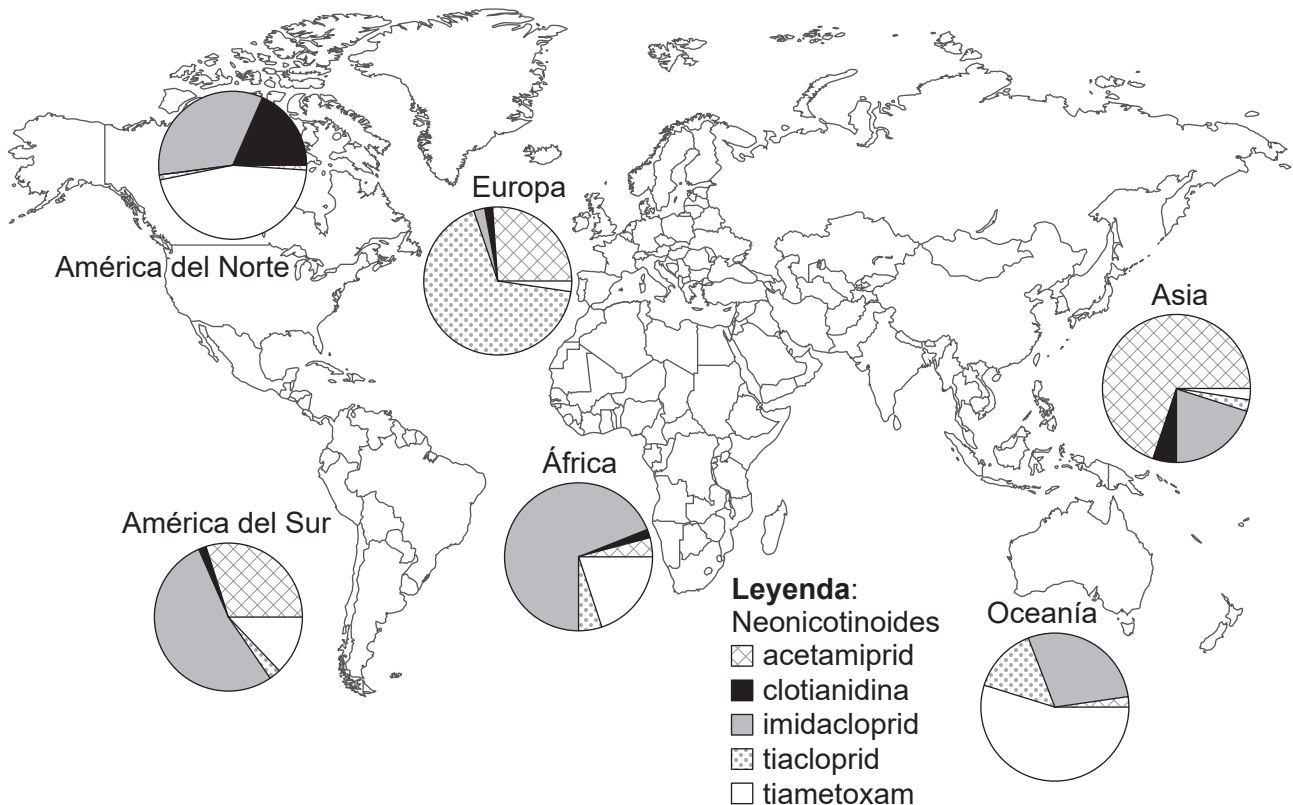 Europa
América del Norte
Asia
África
América del Sur
Leyenda:
Neonicotinoides
acetamiprid
clotianidina
imidacloprid
tiacloprid
tiametoxam
Oceanía